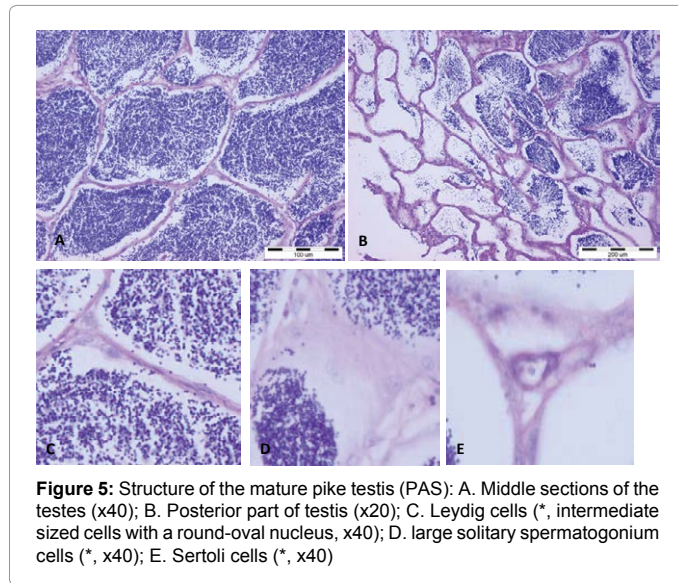 A
100 um
B
200 um
C
D
E
Figure 5: Structure of the mature pike testis (PAS): A. Middle sections of the
testes (x40); B. Posterior part of testis (x20); C. Leydig cells (*, intermediate
sized cells with a round-oval nucleus, x40); D. large solitary spermatogonium
cells (*, x40); E. Sertoli cells (*, x40)